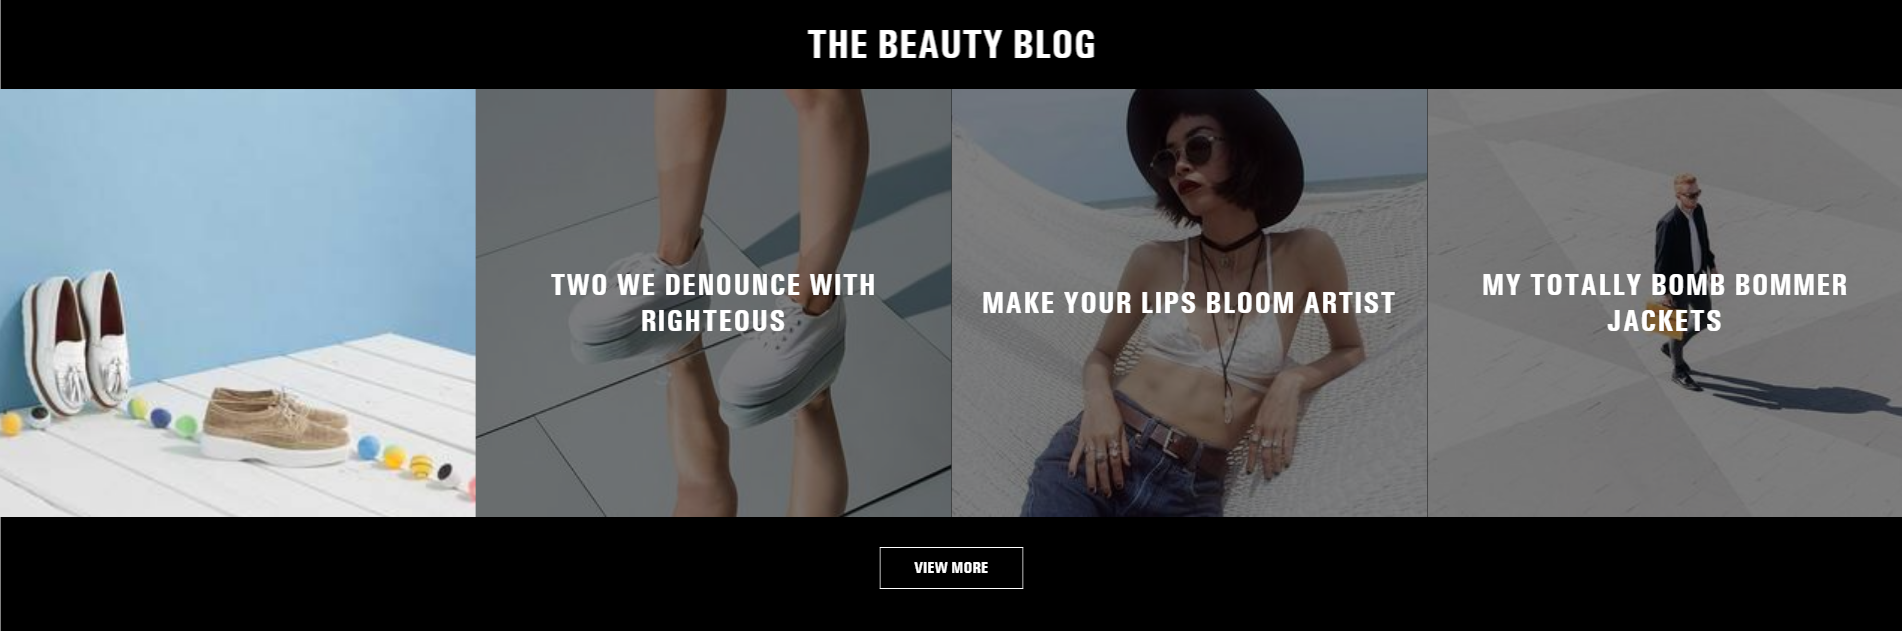 THE BEAUTY BLOG
TWO WE DENOUNCE WITH
RIGHTEOUS
MAKE YOUR LIPS BLOOM ARTIST
MY TOTALLY BOMB BOMMER
JACKETS
VIEW MORE